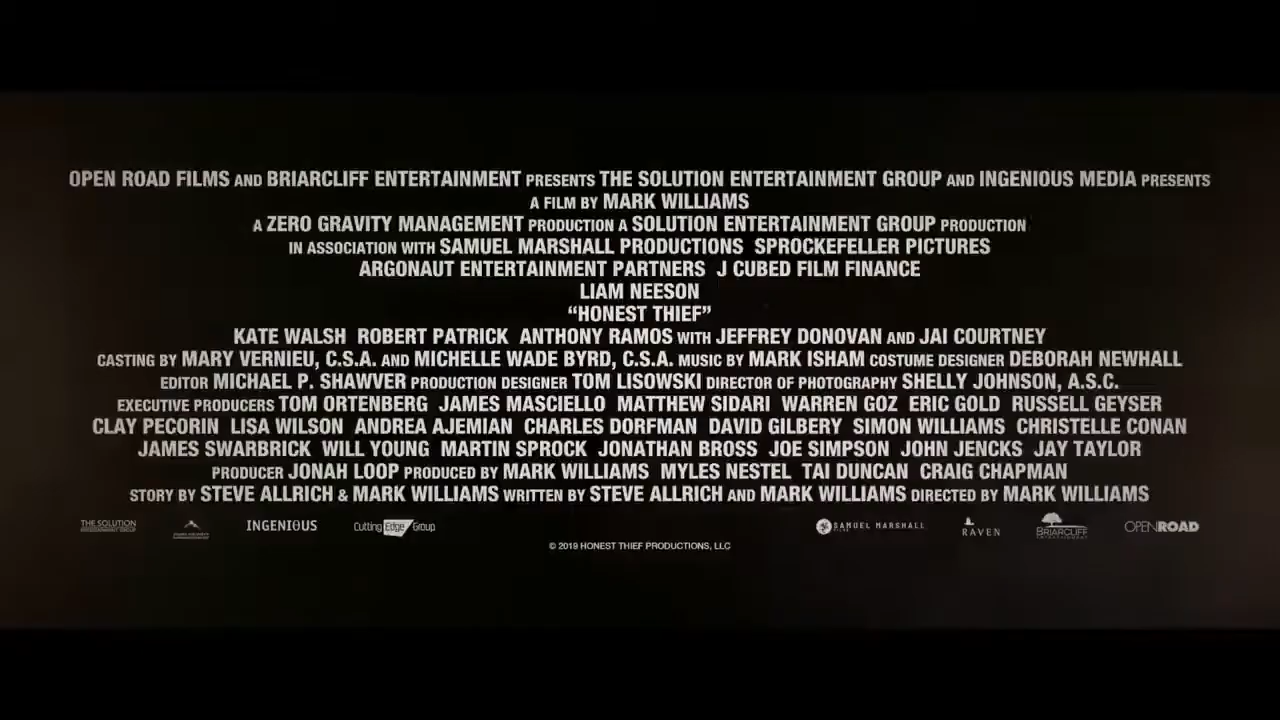 OPEN ROAD FILMS AND BRIARCLIFF ENTERTAINMENT PRESENTS THE SOLUTION ENTERTAINMENT GROUP AND INGENIOUS MEDIA PRESENTS
A FILM BY MARK WILLIAMS
A ZERO GRAVITY MANAGEMENT PRODUCTION A SOLUTION ENTERTAINMENT GROUP PRODUCTION
IN ASSOCIATION WITH SAMUEL MARSHALL PRODUCTIONS SPROCKEFELLER PICTURES
ARGONAUT ENTERTAINMENT PARTNERS J CUBED FILM FINANCE
LIAM NEESON
“HONEST THIEF”
KATE WALSH ROBERT PATRICK ANTHONY RAMOS WITH JEFFREY DONOVAN AND JAI COURTNEY
CASTING BY MARY VERNIEU, C.S.A. AND MICHELLE WADE BYRD, C.S.A. MUSIC BY MARK ISHAM COSTUME DESIGNER DEBORAH NEWHALL
EDITOR MICHAEL P. SHAWVER PRODUCTION DESIGNER TOM LISOWSKI DIRECTOR OF PHOTOGRAPHY SHELLY JOHNSON, A.S.C.
EXECUTIVE PRODUCERS TOM ORTENBERG JAMES MASCIELLO MATTHEW SIDARI WARREN GOZ ERIC GOLD RUSSELL GEYSER
CLAY PECORIN LISA WILSON ANDREA AJEMIAN CHARLES DORFMAN DAVID GILBERY SIMON WILLIAMS CHRISTELLE CONAN
JAMES SWARBRICK WILL YOUNG MARTIN SPROCK JONATHAN BROSS JOE SIMPSON JOHN JENCKS JAY TAYLOR
PRODUCER JONAH LOOP PRODUCED BY MARK WILLIAMS MYLES NESTEL TAI DUNCAN CRAIG CHAPMAN
STORY BY STEVE ALLRICH & MARK WILLIAMS WRITTEN BY STEVE ALLRICH AND MARK WILLIAMS DIRECTED BY MARK WILLIAMS
THE SOLUTION ENTERTAINMENT GROUP INGENIOUS Cutting Edge Group SAMUEL MARSHALL FILMS RAVEN BRIARCLIFF ENTERTAINMENT OPEN ROAD
© 2019 HONEST THIEF PRODUCTIONS, LLC